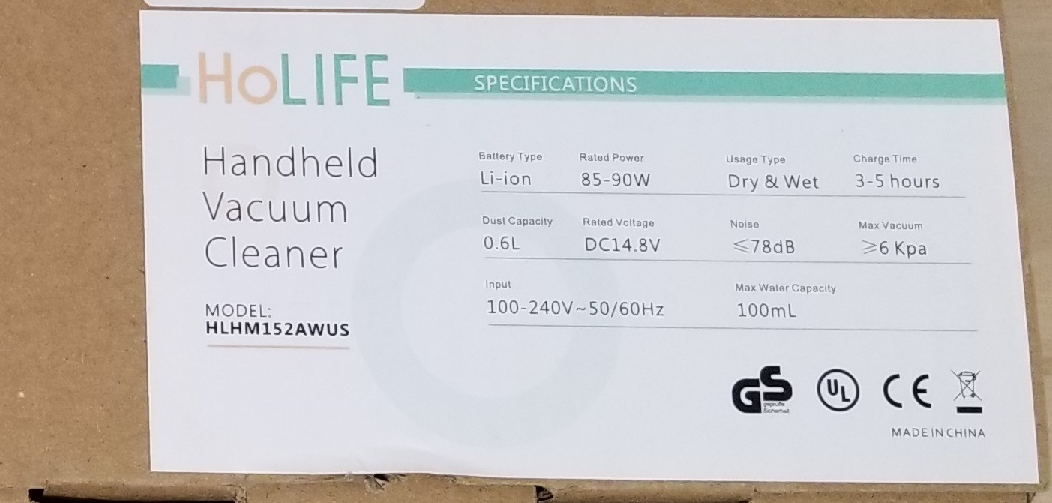 HoLIFE
SPECIFICATIONS
Handheld
Vacuum
Cleaner
MODEL:
HLHM152AWUS
Battery Type Rated Power Usage Type Charge Time
Li-ion 85-90W Dry & Wet 3-5 hours
Dust Capacity Rated Voltage Noise Max Vacuum
0.6L DC14.8V ≤78dB ≥6 Kpa
Input Max Water Capacity
100-240V~50/60Hz 100mL
GS
geprüfte
Sicherheit
UL
CE
MADE IN CHINA